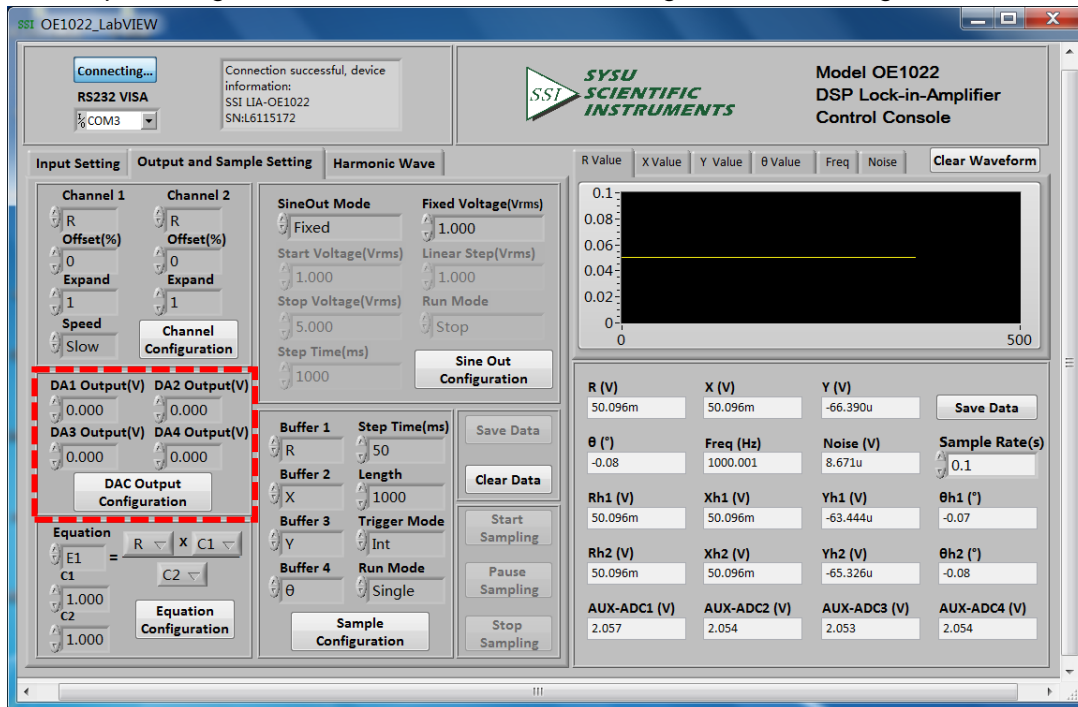 SSI OE1022_LabVIEW
Connecting...
RS232 VISA
COM3
Connection successful, device
information:
SSI LIA-OE1022
SN:L6115172
SSI
SYSU
SCIENTIFIC
INSTRUMENTS
Model OE1022
DSP Lock-in-Amplifier
Control Console
Input Setting Output and Sample Setting Harmonic Wave
Channel 1 Channel 2
R R
Offset(%) Offset(%)
0 0
Expand Expand
1 1
Speed
Slow
Channel
Configuration
DA1 Output(V) DA2 Output(V)
0.000 0.000
DA3 Output(V) DA4 Output(V)
0.000 0.000
DAC Output
Configuration
Equation
E1 = R X C1
C2
C1
1.000
C2
1.000
Equation
Configuration
SineOut Mode Fixed Voltage(Vrms)
Fixed 1.000
Start Voltage(Vrms) Linear Step(Vrms)
1.000 1.000
Stop Voltage(Vrms) Run Mode
5.000 Stop
Step Time(ms)
1000
Sine Out
Configuration
Buffer 1 Step Time(ms)
R 50
Buffer 2 Length
X 1000
Buffer 3 Trigger Mode
Y Int
Buffer 4 Run Mode
θ Single
Sample
Configuration
Save Data
Clear Data
Start
Sampling
Pause
Sampling
Stop
Sampling
R Value X Value Y Value θ Value Freq Noise Clear Waveform
0.1
0.08
0.06
0.04
0.02
0
0 500
R (V) X (V) Y (V)
50.096m 50.096m -66.390u Save Data
θ (°) Freq (Hz) Noise (V) Sample Rate(s)
-0.08 1000.001 8.671u 0.1
Rh1 (V) Xh1 (V) Yh1 (V) θh1 (°)
50.096m 50.096m -63.444u -0.07
Rh2 (V) Xh2 (V) Yh2 (V) θh2 (°)
50.096m 50.096m -65.326u -0.08
AUX-ADC1 (V) AUX-ADC2 (V) AUX-ADC3 (V) AUX-ADC4 (V)
2.057 2.054 2.053 2.054